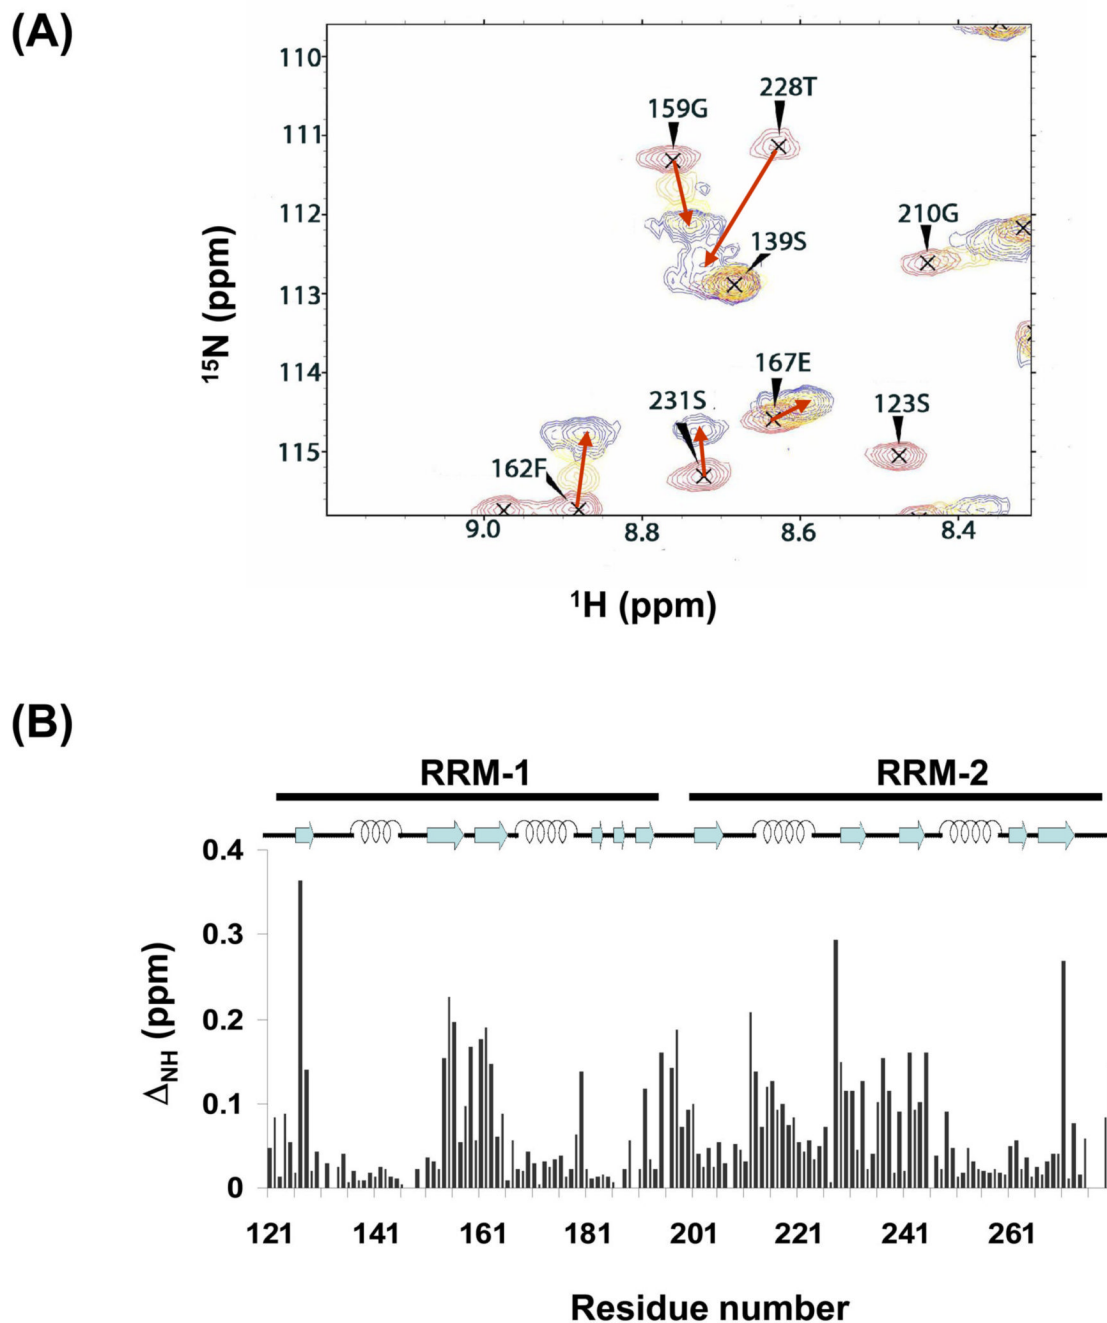 (A)
110
228T
159G
111
112
210G
139S
113
¹⁵N (ppm)
114
167E
231S
123S
115
162F
9.0 8.8 8.6 8.4
¹H (ppm)
(B)
RRM-1 RRM-2
0.4
0.3
0.2
0.1
0
ΔNH (ppm)
121 141 161 181 201 221 241 261
Residue number